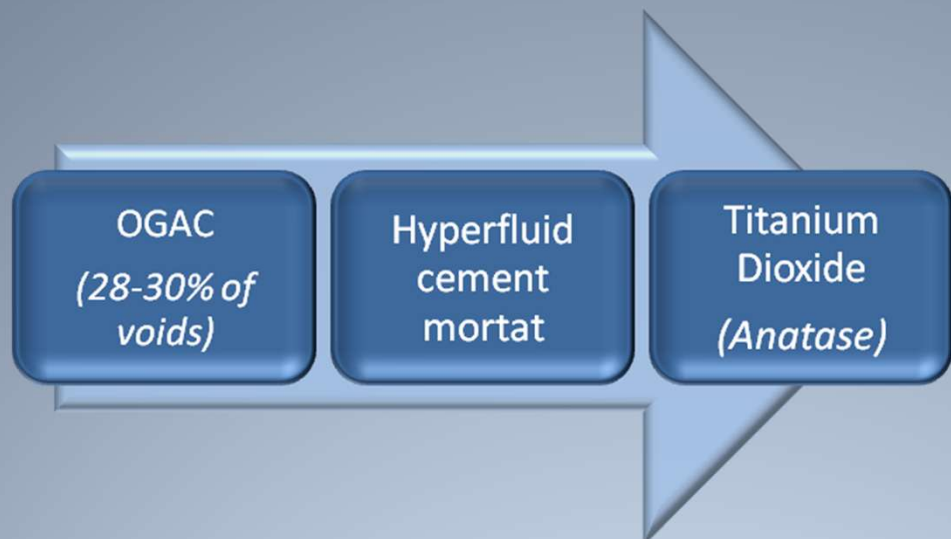 OGAC
(28-30% of
voids)
Hyperfluid
cement
mortat
Titanium
Dioxide
(Anatase)